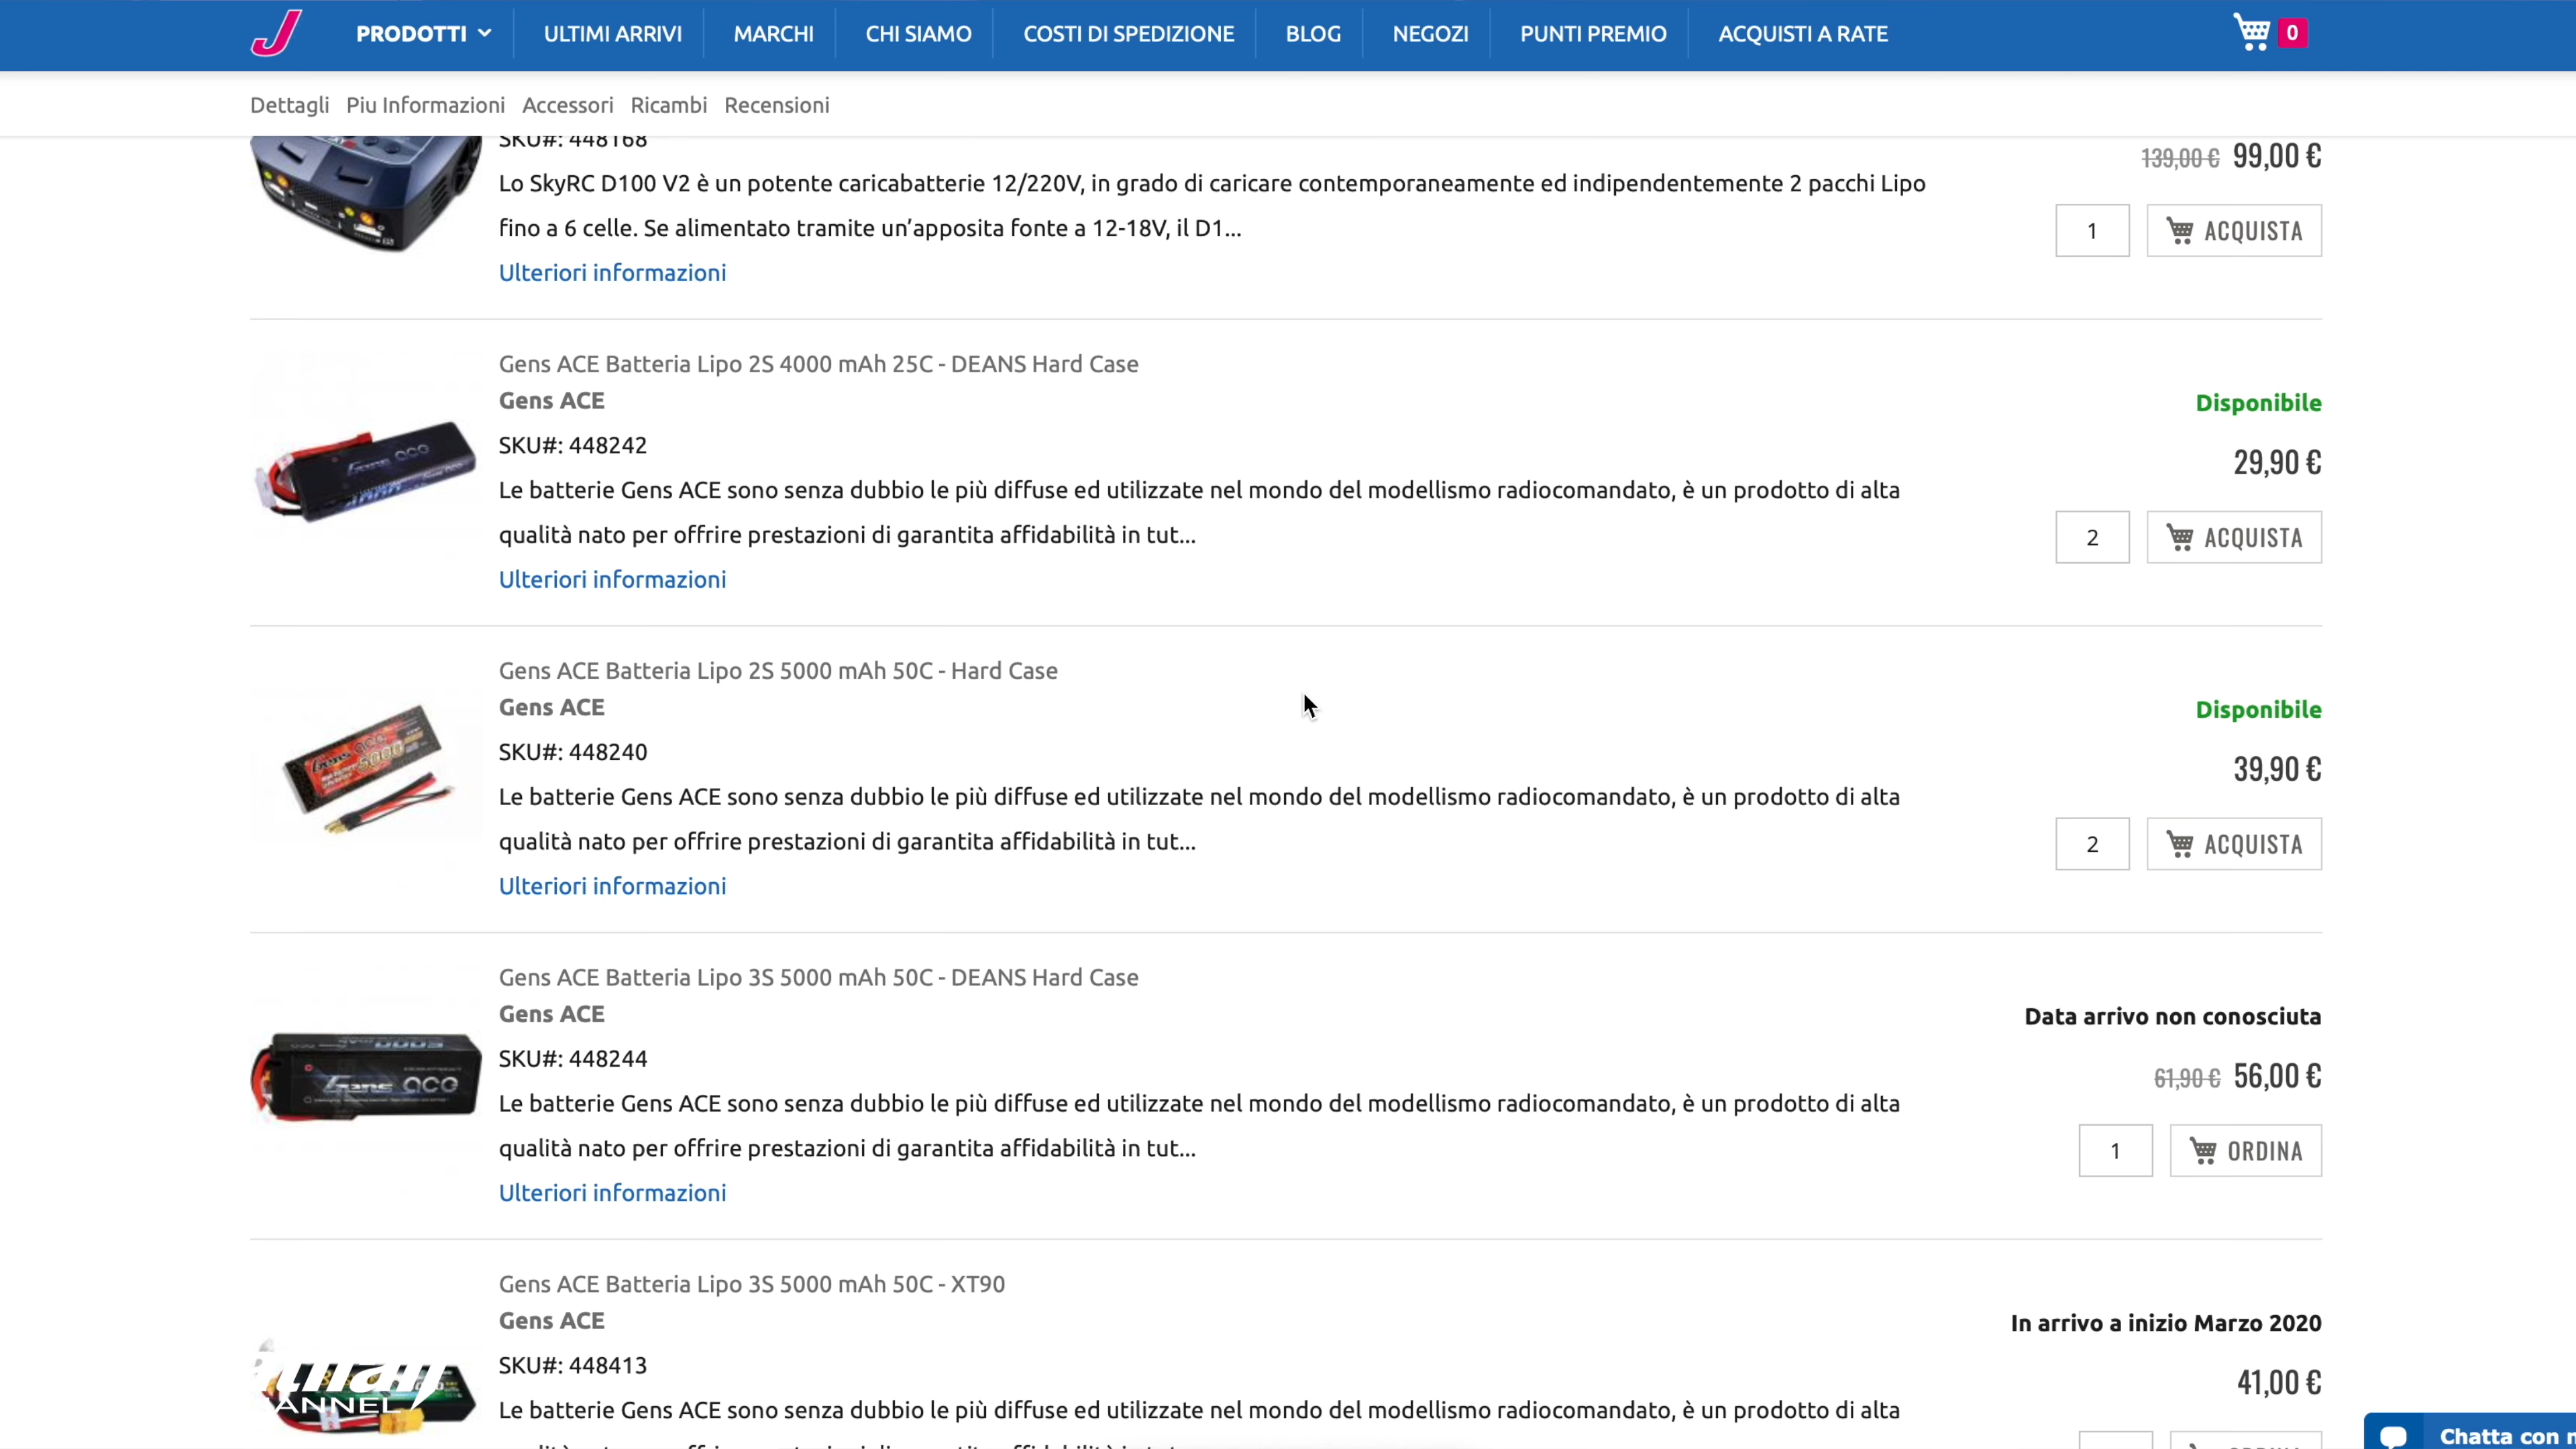 PRODOTTI
ULTIMI ARRIVI
MARCHI
CHI SIAMO
COSTI DI SPEDIZIONE
BLOG
NEGOZI
PUNTI PREMIO
ACQUISTI A RATE
0
Dettagli Piu Informazioni Accessori Ricambi Recensioni
SKU#: 448168
139,00 € 99,00 €
Lo SkyRC D100 V2 è un potente caricabatterie 12/220V, in grado di caricare contemporaneamente ed indipendentemente 2 pacchi Lipo
fino a 6 celle. Se alimentato tramite un’apposita fonte a 12-18V, il D1...
1 ACQUISTA
Ulteriori informazioni
Gens ACE Batteria Lipo 2S 4000 mAh 25C - DEANS Hard Case
Gens ACE
Disponibile
SKU#: 448242
29,90 €
Le batterie Gens ACE sono senza dubbio le più diffuse ed utilizzate nel mondo del modellismo radiocomandato, è un prodotto di alta
qualità nato per offrire prestazioni di garantita affidabilità in tut...
2 ACQUISTA
Ulteriori informazioni
Gens ACE Batteria Lipo 2S 5000 mAh 50C - Hard Case
Gens ACE
Disponibile
SKU#: 448240
39,90 €
Le batterie Gens ACE sono senza dubbio le più diffuse ed utilizzate nel mondo del modellismo radiocomandato, è un prodotto di alta
qualità nato per offrire prestazioni di garantita affidabilità in tut...
2 ACQUISTA
Ulteriori informazioni
Gens ACE Batteria Lipo 3S 5000 mAh 50C - DEANS Hard Case
Gens ACE
Data arrivo non conosciuta
SKU#: 448244
61,90 € 56,00 €
Le batterie Gens ACE sono senza dubbio le più diffuse ed utilizzate nel mondo del modellismo radiocomandato, è un prodotto di alta
qualità nato per offrire prestazioni di garantita affidabilità in tut...
1 ORDINA
Ulteriori informazioni
Gens ACE Batteria Lipo 3S 5000 mAh 50C - XT90
Gens ACE
In arrivo a inizio Marzo 2020
SKU#: 448413
41,00 €
Le batterie Gens ACE sono senza dubbio le più diffuse ed utilizzate nel mondo del modellismo radiocomandato, è un prodotto di alta
Chatta con